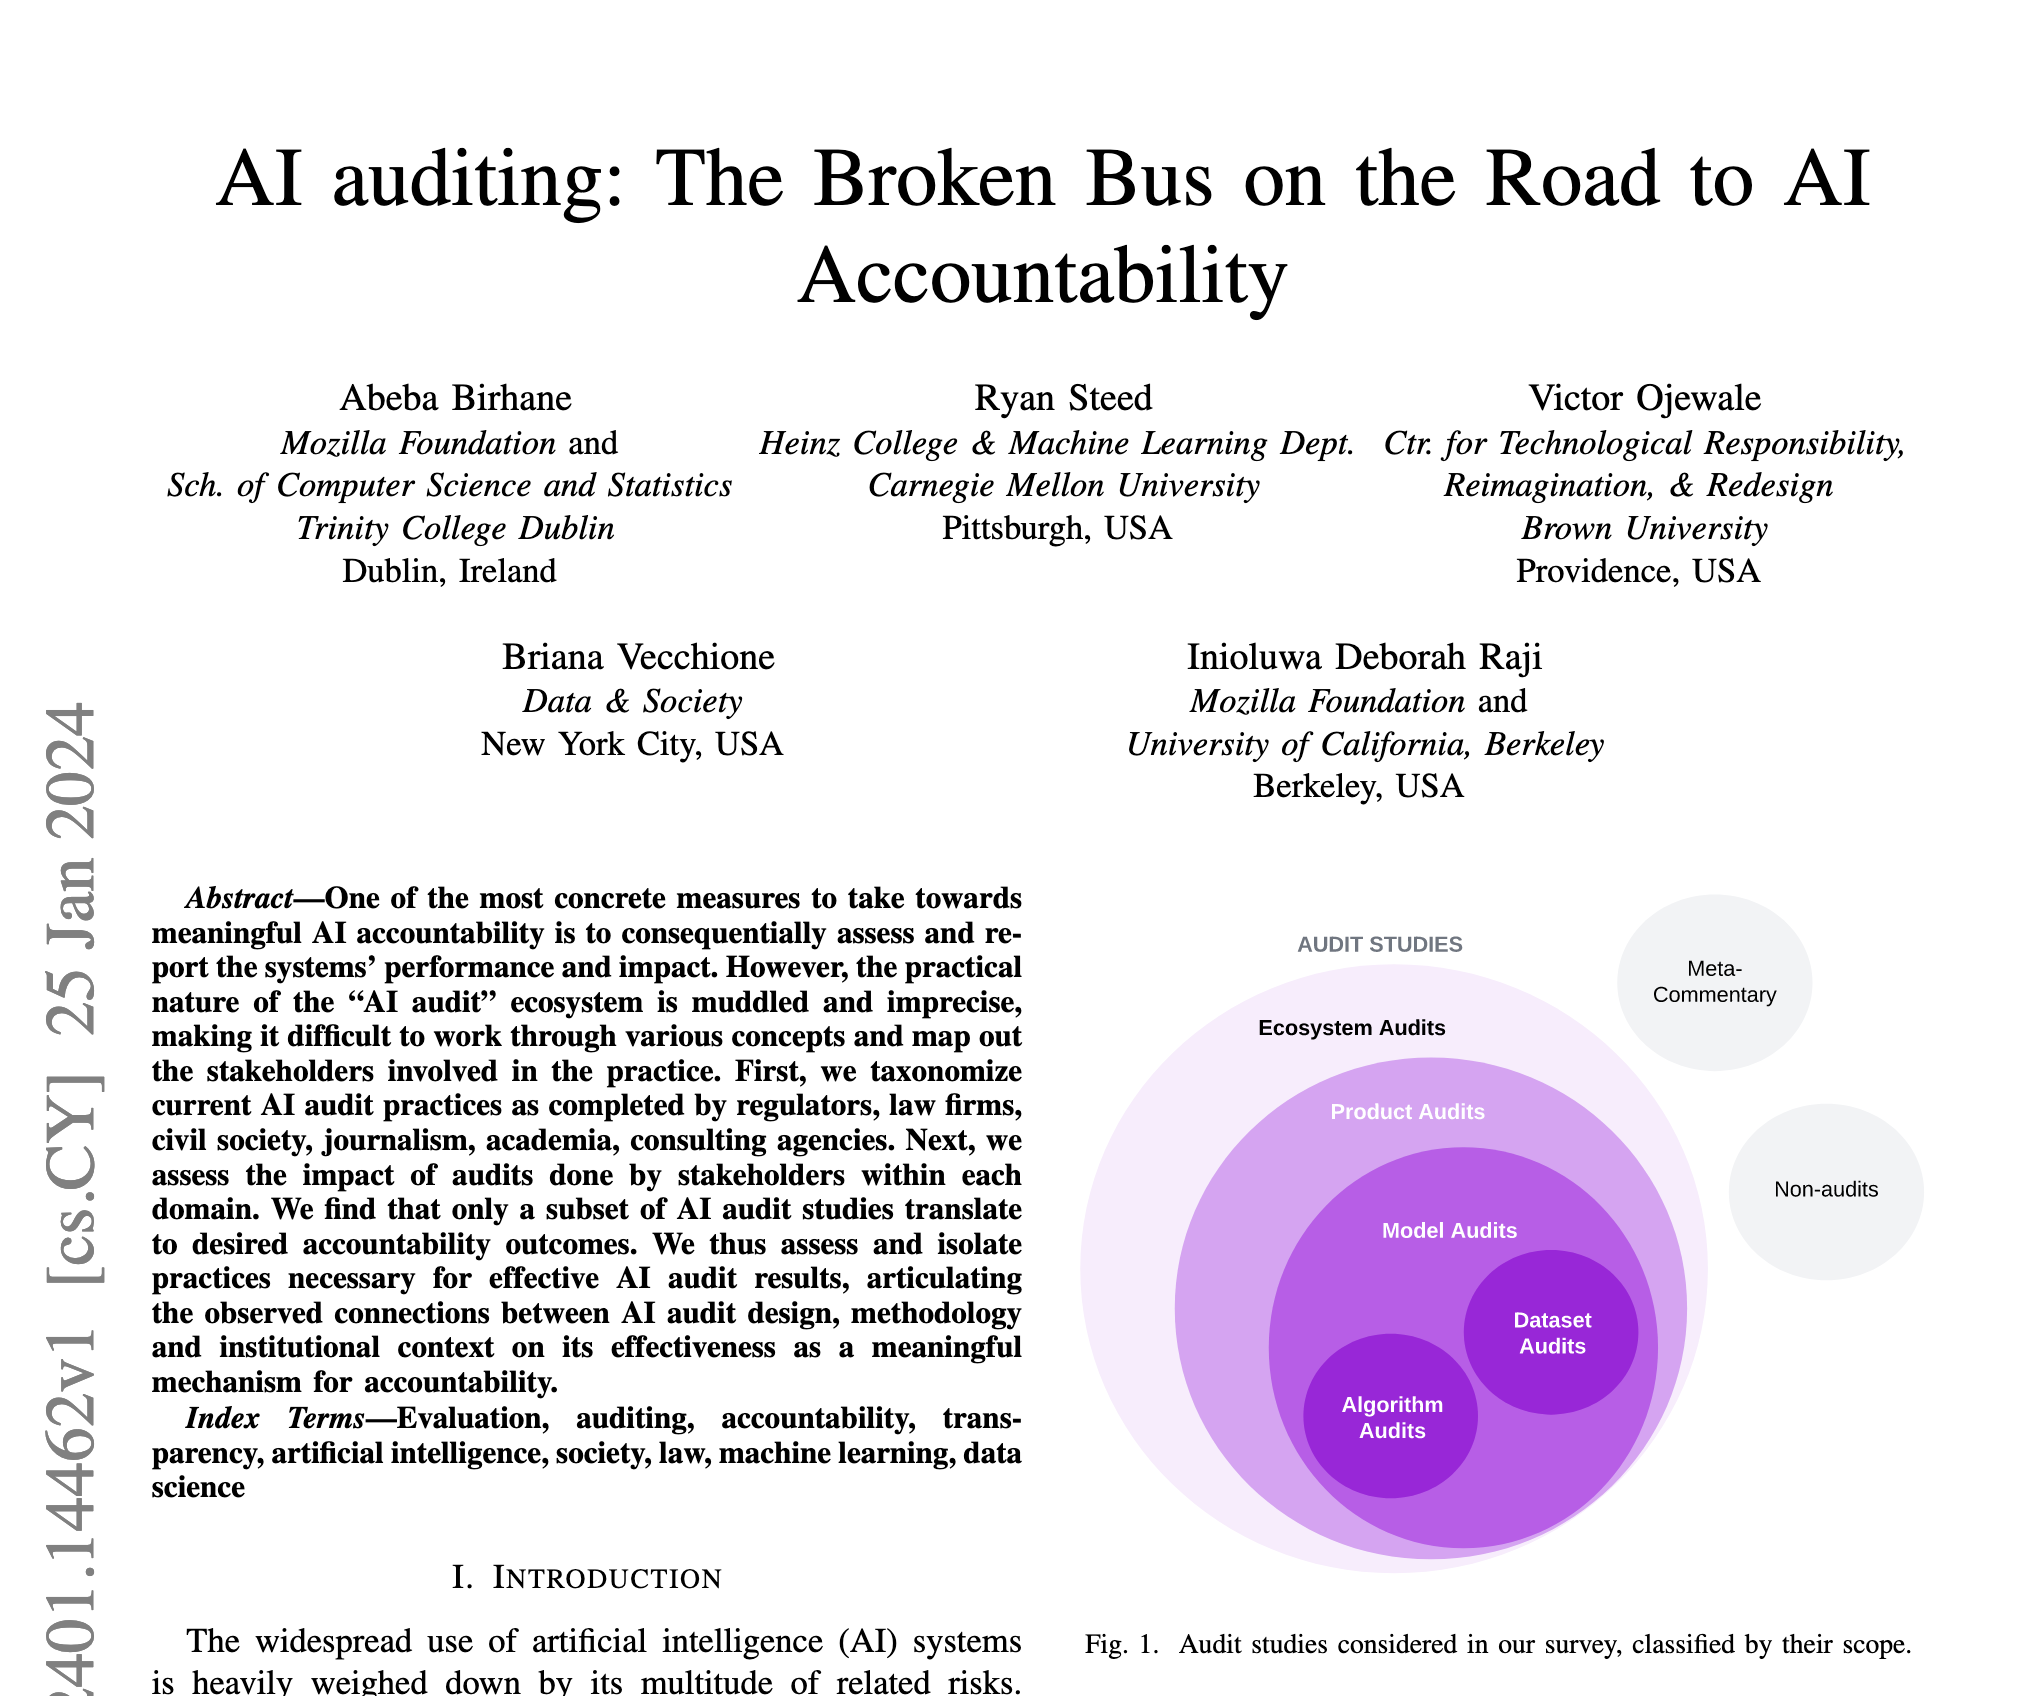 AI auditing: The Broken Bus on the Road to AI
Accountability
Abeba Birhane
Mozilla Foundation and
Sch. of Computer Science and Statistics
Trinity College Dublin
Dublin, Ireland
Ryan Steed
Heinz College & Machine Learning Dept.
Carnegie Mellon University
Pittsburgh, USA
Victor Ojewale
Ctr. for Technological Responsibility,
Reimagination, & Redesign
Brown University
Providence, USA
Briana Vecchione
Data & Society
New York City, USA
Inioluwa Deborah Raji
Mozilla Foundation and
University of California, Berkeley
Berkeley, USA
2401.14462v1 [cs.CY] 25 Jan 2024
Abstract—One of the most concrete measures to take towards
meaningful AI accountability is to consequentially assess and re-
port the systems’ performance and impact. However, the practical
nature of the “AI audit” ecosystem is muddled and imprecise,
making it difficult to work through various concepts and map out
the stakeholders involved in the practice. First, we taxonomize
current AI audit practices as completed by regulators, law firms,
civil society, journalism, academia, consulting agencies. Next, we
assess the impact of audits done by stakeholders within each
domain. We find that only a subset of AI audit studies translate
to desired accountability outcomes. We thus assess and isolate
practices necessary for effective AI audit results, articulating
the observed connections between AI audit design, methodology
and institutional context on its effectiveness as a meaningful
mechanism for accountability.
Index Terms—Evaluation, auditing, accountability, trans-
parency, artificial intelligence, society, law, machine learning, data
science
I. INTRODUCTION
The widespread use of artificial intelligence (AI) systems
is heavily weighed down by its multitude of related risks.
AUDIT STUDIES
Ecosystem Audits
Product Audits
Model Audits
Dataset
Audits
Algorithm
Audits
Meta-
Commentary
Non-audits
Fig. 1. Audit studies considered in our survey, classified by their scope.